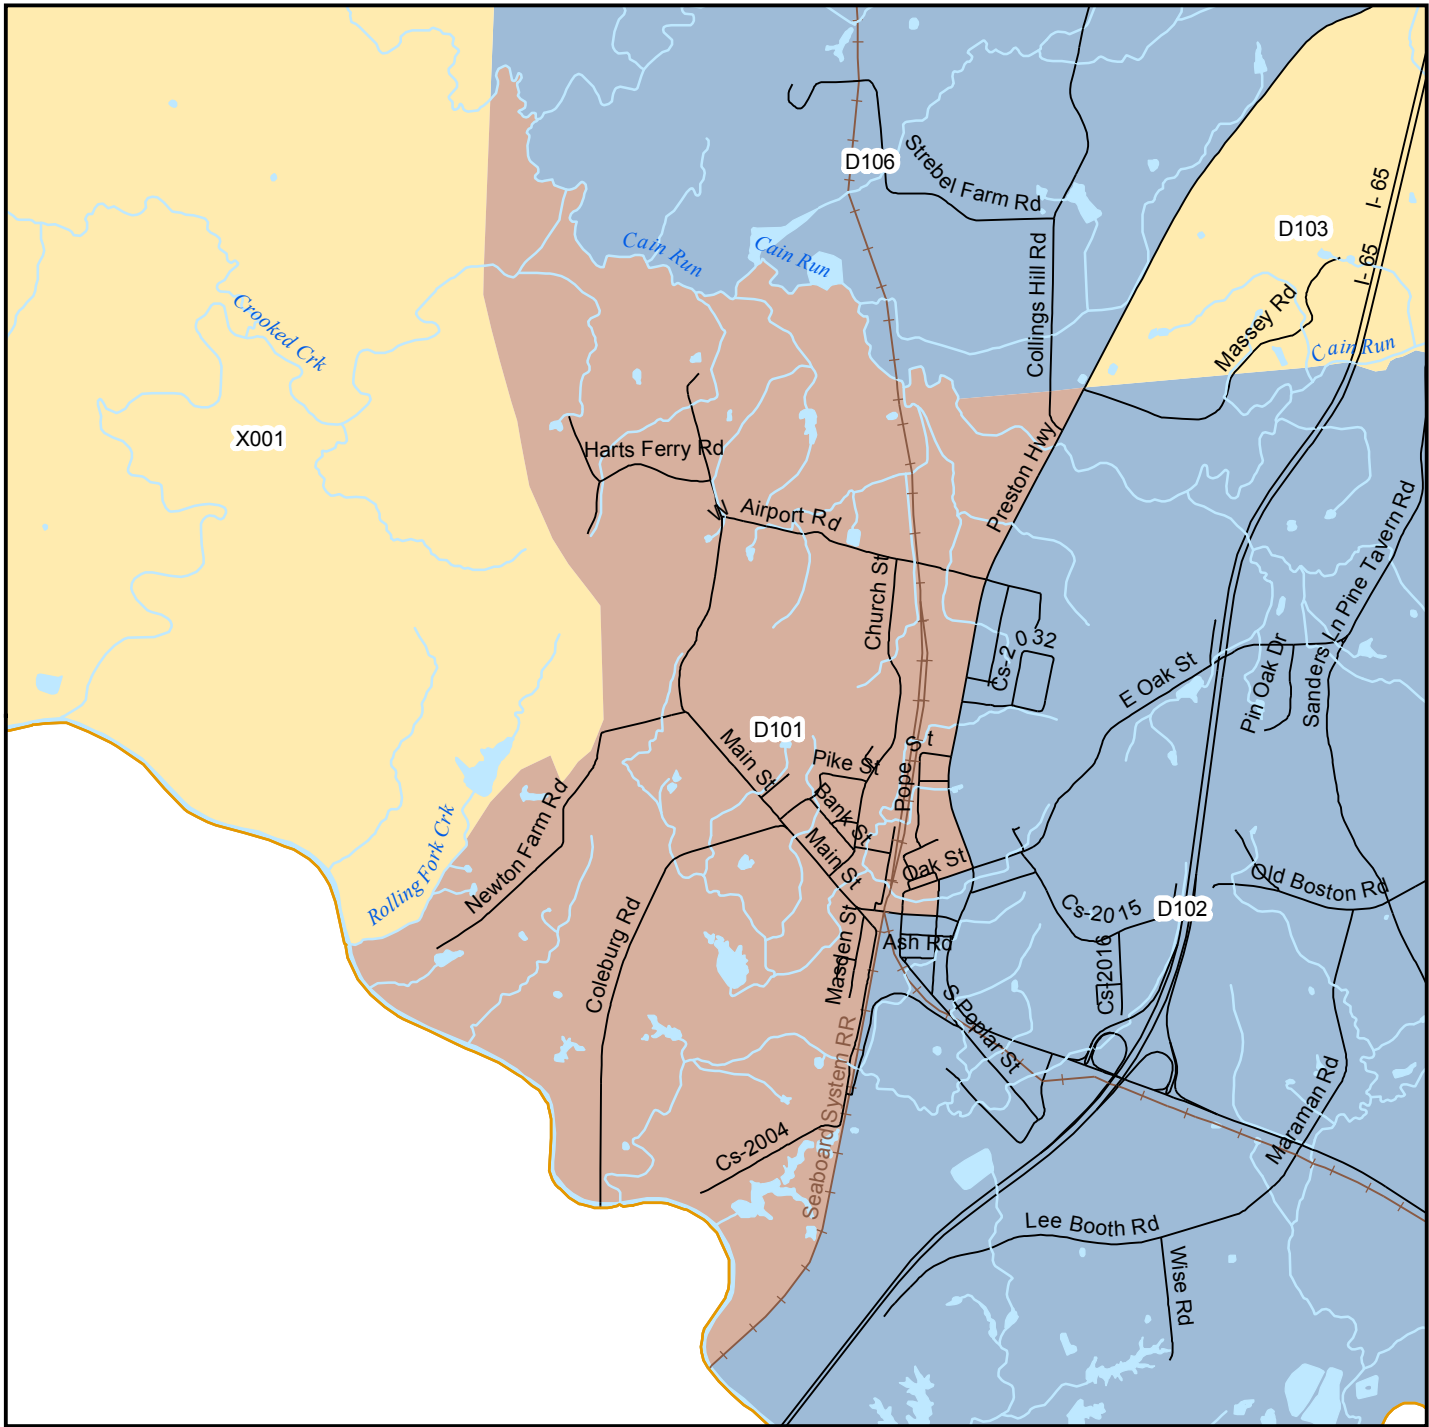 D106
Strebel Farm Rd
I- 65
D103
Cain Run
Cain Run
I- 65
Collings Hill Rd
Crooked Crk
Massey Rd
Cain Run
X001
Harts Ferry Rd
Preston Hwy
W Airport Rd
Church St
Pine Tavern Rd
Cs-2 0 32
Sanders Ln
Pin Oak Dr
E Oak St
D101
Main St
Pike St
Pope St
Bank St
Newton Farm Rd
Rolling Fork Crk
Main St
Oak St
Old Boston Rd
Cs-2015
D102
Coleburg Rd
Masden St
Ash Rd
Cs-2016
S Poplar St
Seaboard System RR
Maraman Rd
Cs-2004
Lee Booth Rd
Wise Rd